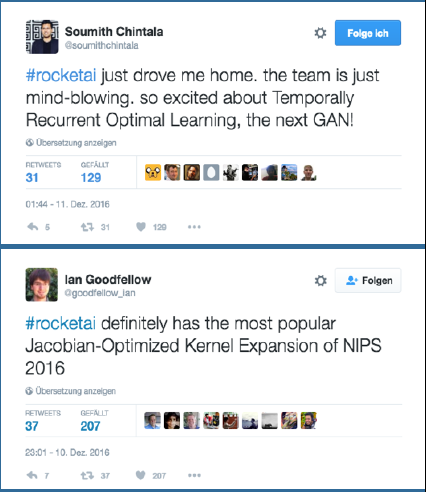 Soumith Chintala
@soumithchintala
Folge ich
#rocketai just drove me home. the team is just
mind-blowing. so excited about Temporally
Recurrent Optimal Learning, the next GAN!
Übersetzung anzeigen
RETWEETS GEFÄLLT
31 129
01:44 - 11. Dez. 2016
5 31 129
Ian Goodfellow
@goodfellow_ian
Folgen
#rocketai definitely has the most popular
Jacobian-Optimized Kernel Expansion of NIPS
2016
Übersetzung anzeigen
RETWEETS GEFÄLLT
37 207
23:01 - 10. Dez. 2016
7 37 207